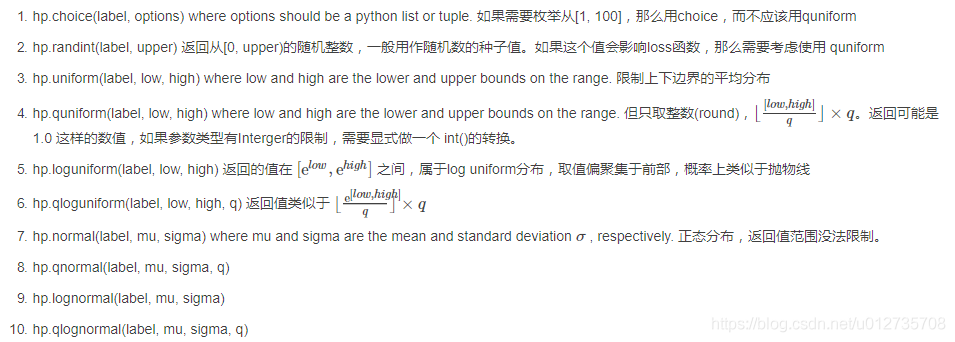 1. hp.choice(label, options) where options should be a python list or tuple. 如果需要枚举从[1, 100]，那么用choice，而不应该用quniform
2. hp.randint(label, upper) 返回从[0, upper)的随机整数，一般用作随机数的种子值。如果这个值会影响loss函数，那么需要考虑使用 quniform
3. hp.uniform(label, low, high) where low and high are the lower and upper bounds on the range. 限制上下边界的平均分布
4. hp.quniform(label, low, high) where low and high are the lower and upper bounds on the range. 但只取整数(round)，⌊[low,high]/q⌋ × q。返回可能是
1.0 这样的数值，如果参数类型有Interger的限制，需要显式做一个 int()的转换。
5. hp.loguniform(label, low, high) 返回的值在 [e^low, e^high] 之间，属于log uniform分布，取值偏聚集于前部，概率上类似于抛物线
6. hp.qloguniform(label, low, high, q) 返回值类似于 ⌊e^[low,high]/q⌋ × q
7. hp.normal(label, mu, sigma) where mu and sigma are the mean and standard deviation σ , respectively. 正态分布，返回值范围没法限制。
8. hp.qnormal(label, mu, sigma, q)
9. hp.lognormal(label, mu, sigma)
10. hp.qlognormal(label, mu, sigma, q)
https://blog.csdn.net/u012735708